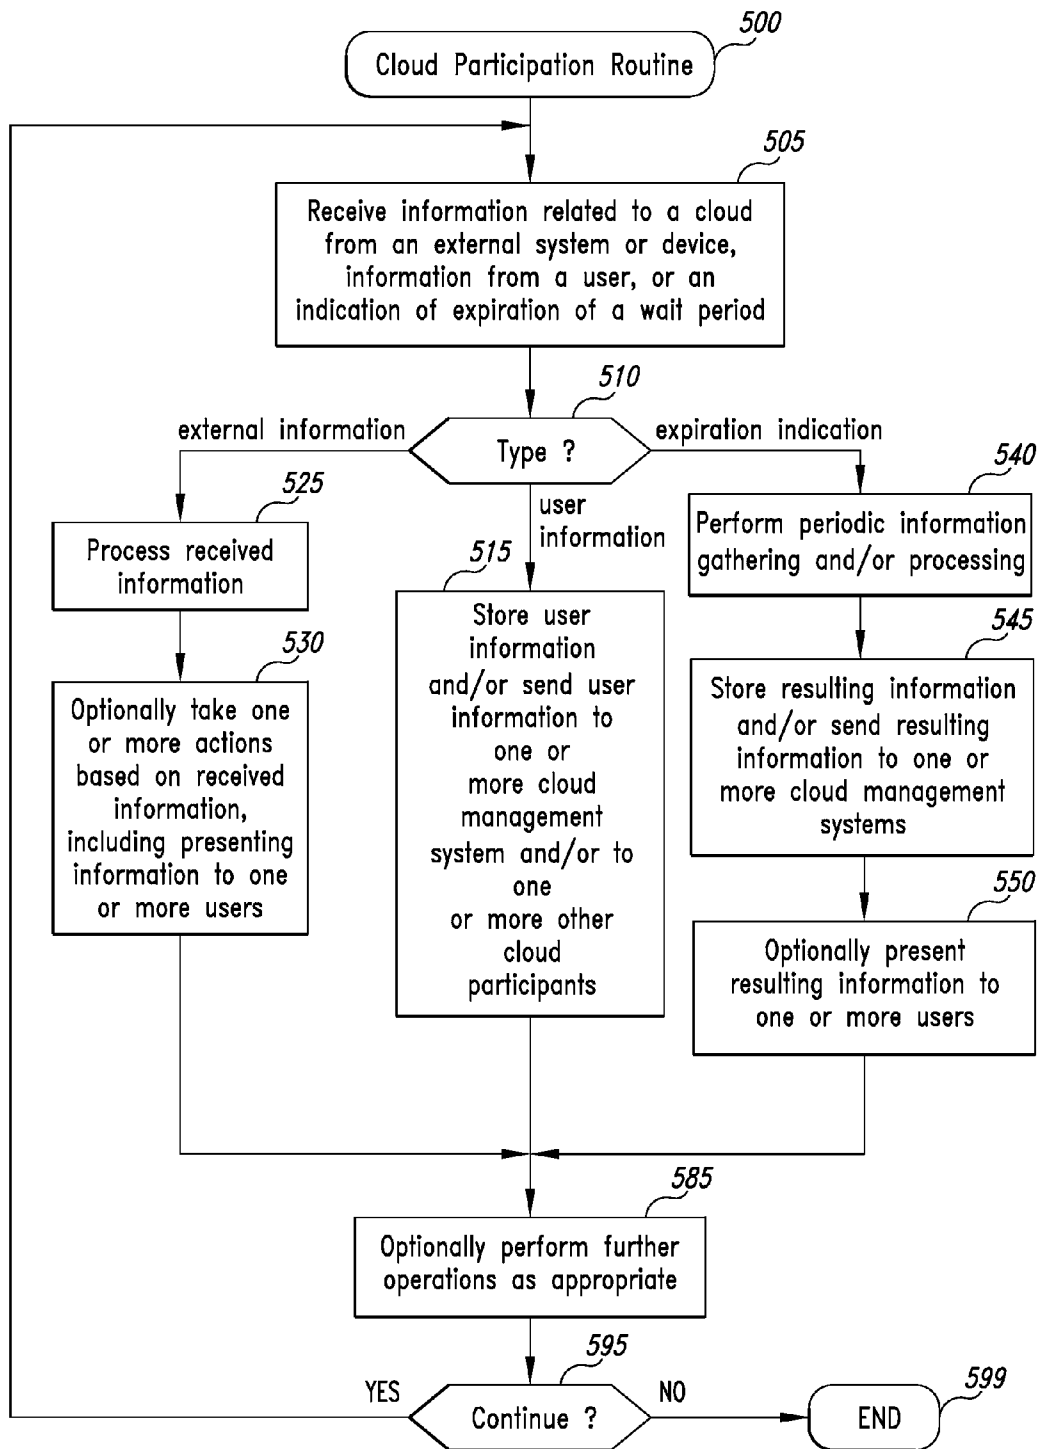 500
Cloud Participation Routine
505
Receive information related to a cloud
from an external system or device,
information from a user, or an
indication of expiration of a wait period
510
external information
Type ?
expiration indication
user
information
525
Process received
information
530
Optionally take one
or more actions
based on received
information,
including presenting
information to one
or more users
515
Store user
information
and/or send user
information to
one or
more cloud
management
system and/or to
one
or more other
cloud
participants
540
Perform periodic information
gathering and/or processing
545
Store resulting information
and/or send resulting
information to one or
more cloud management
systems
550
Optionally present
resulting information to
one or more users
585
Optionally perform further
operations as appropriate
595
YES
Continue ?
NO
599
END